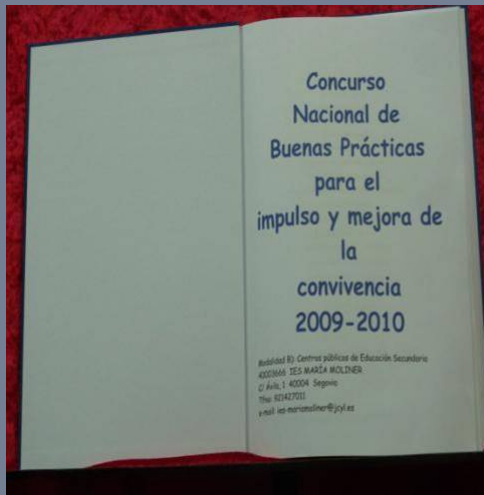 Concurso
Nacional de
Buenas Prácticas
para el
impulso y mejora de
la
convivencia
2009-2010
Modalidad B): Centros públicos de Educación Secundaria
40003666 IES MARÍA MOLINER
C/ Ávila, 1 40004 Segovia
Tfno: 921427011
e-mail: ies-mariamoliner@jcyl.es